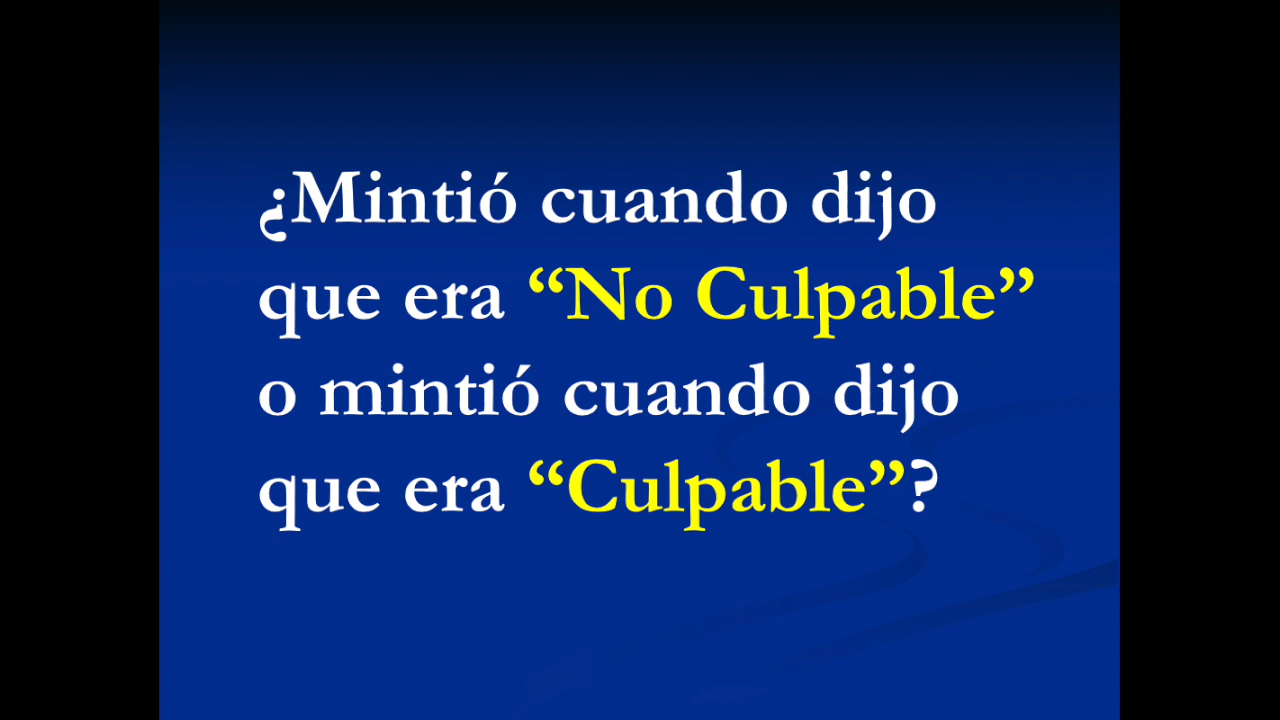 ¿Mintió cuando dijo
que era “No Culpable”
o mintió cuando dijo
que era “Culpable”?